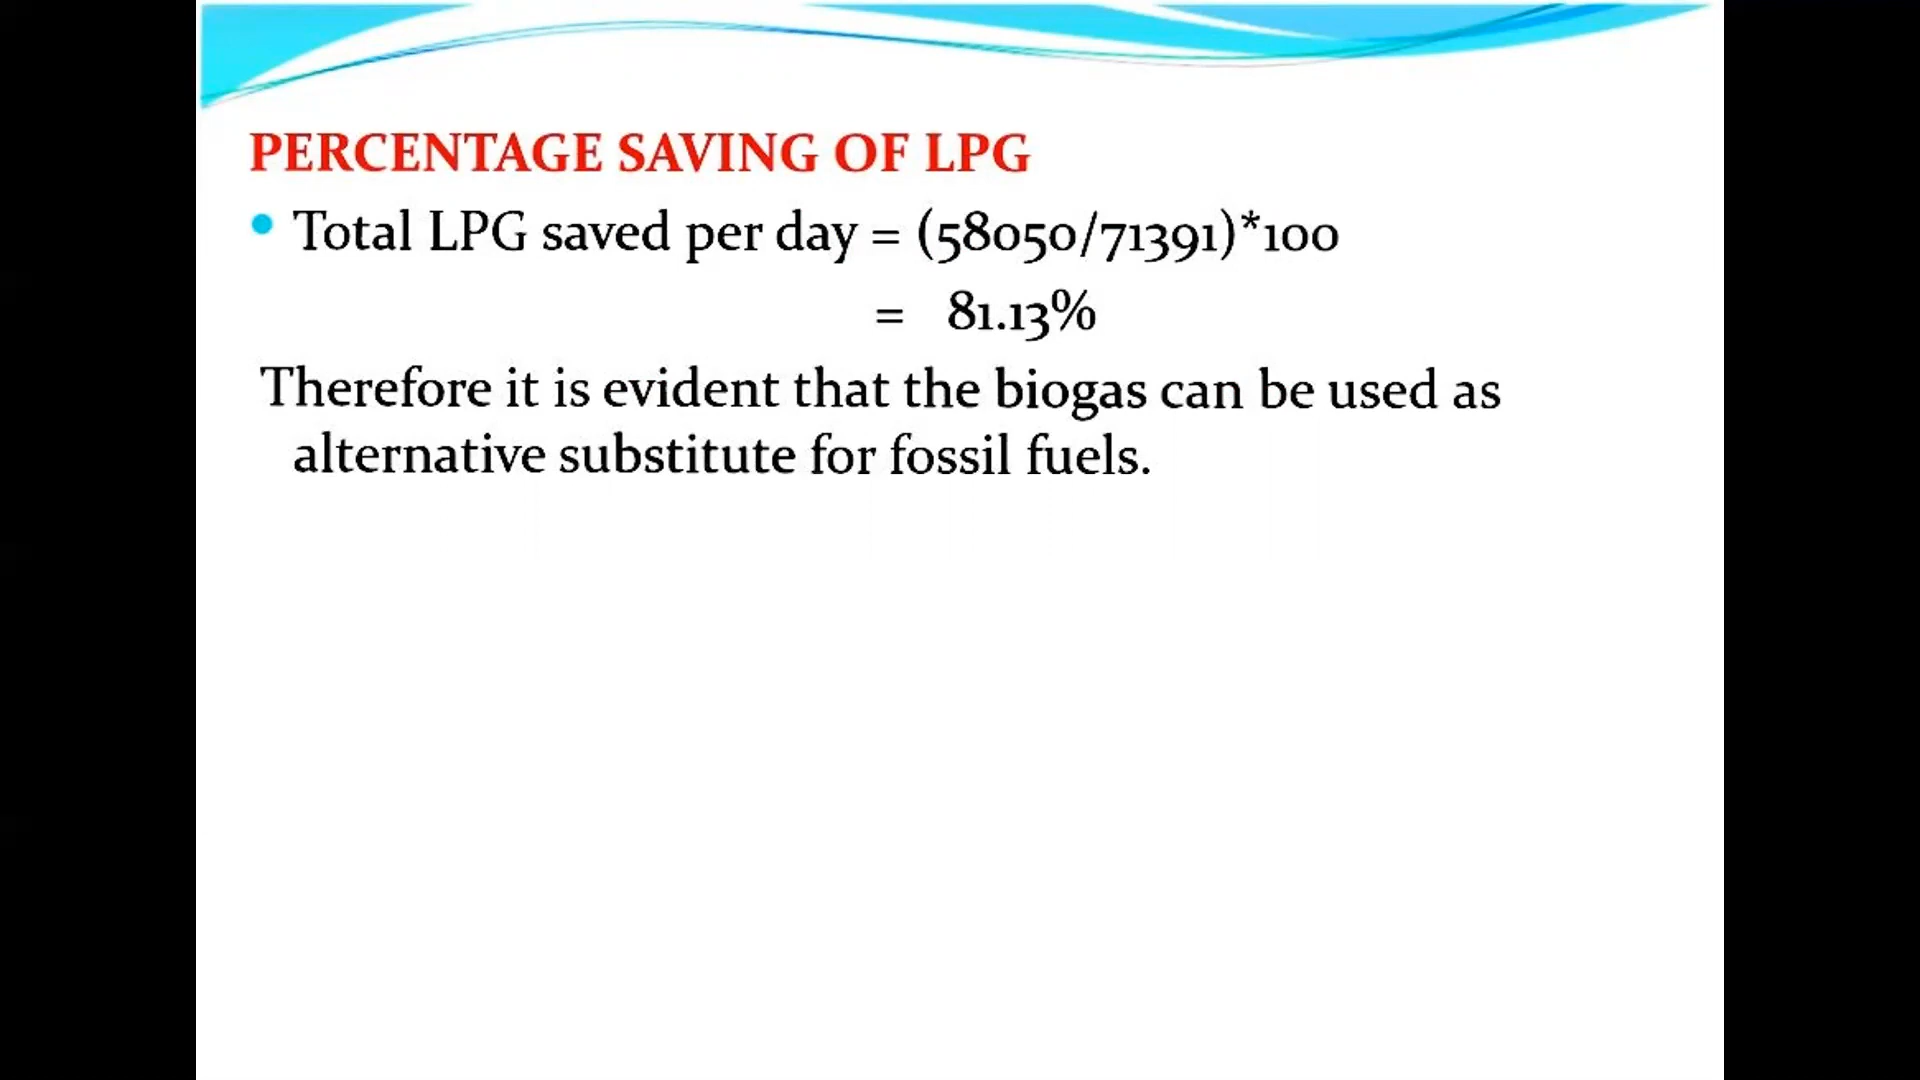 PERCENTAGE SAVING OF LPG
• Total LPG saved per day = (58050/71391)*100
= 81.13%
Therefore it is evident that the biogas can be used as
alternative substitute for fossil fuels.